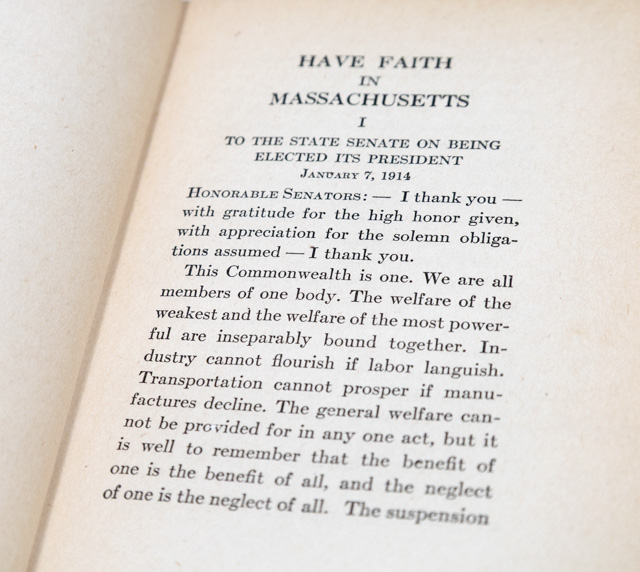 HAVE FAITH
IN
MASSACHUSETTS
I
TO THE STATE SENATE ON BEING
ELECTED ITS PRESIDENT
January 7, 1914
Honorable Senators: — I thank you —
with gratitude for the high honor given,
with appreciation for the solemn obliga-
tions assumed — I thank you.
This Commonwealth is one. We are all
members of one body. The welfare of the
weakest and the welfare of the most power-
ful are inseparably bound together. In-
dustry cannot flourish if labor languish.
Transportation cannot prosper if manu-
factures decline. The general welfare can-
not be provided for in any one act, but it
is well to remember that the benefit of
one is the benefit of all, and the neglect
of one is the neglect of all. The suspension